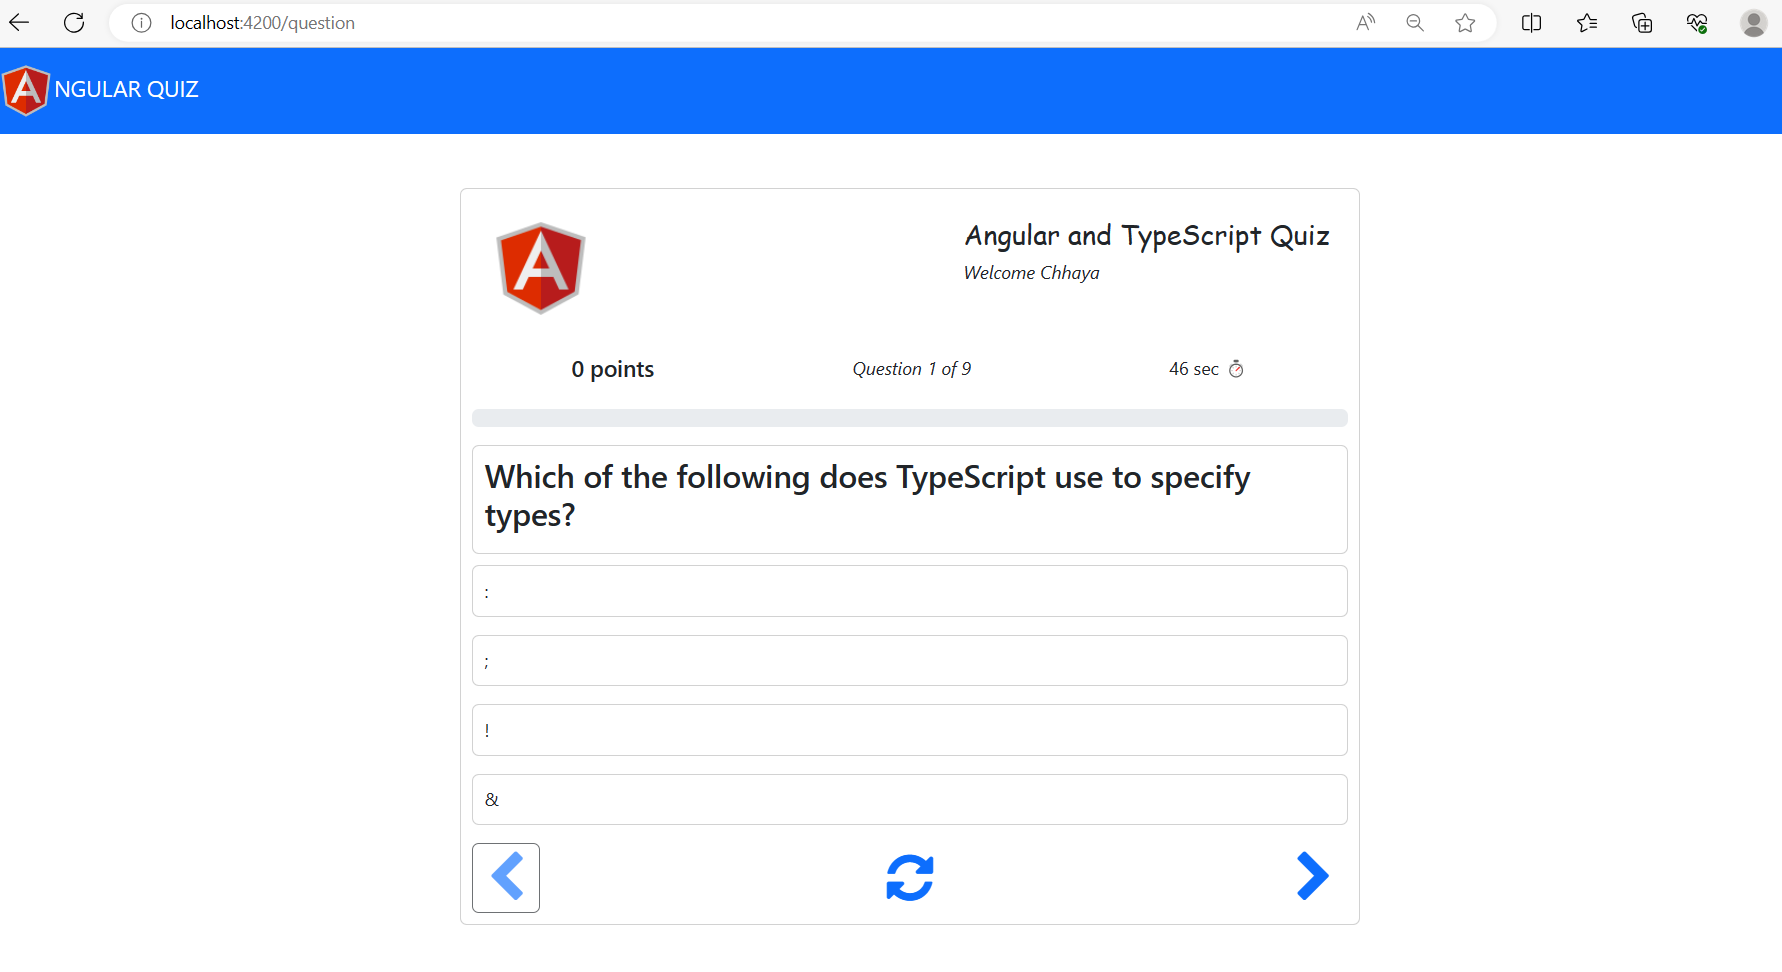 localhost:4200/question
NGULAR QUIZ
Angular and TypeScript Quiz
Welcome Chhaya
0 points
Question 1 of 9
46 sec
Which of the following does TypeScript use to specify
types?
:
;
!
&